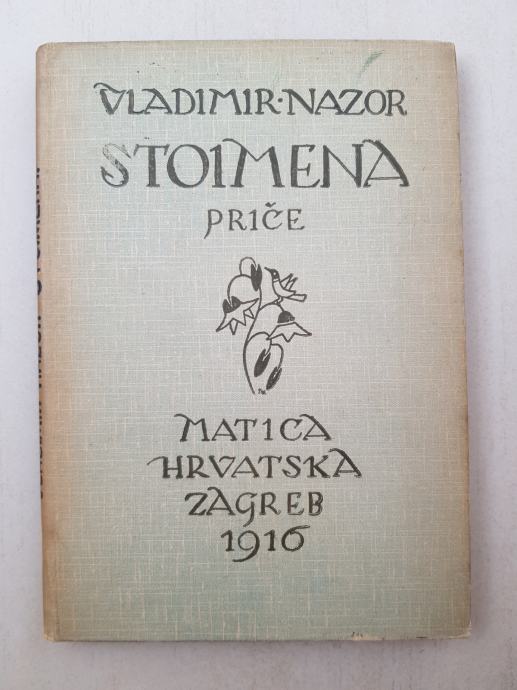 VLADIMIR·NAZOR
STOIMENA
PRIČE
MATICA
HRVATSKA
ZAGREB
1916